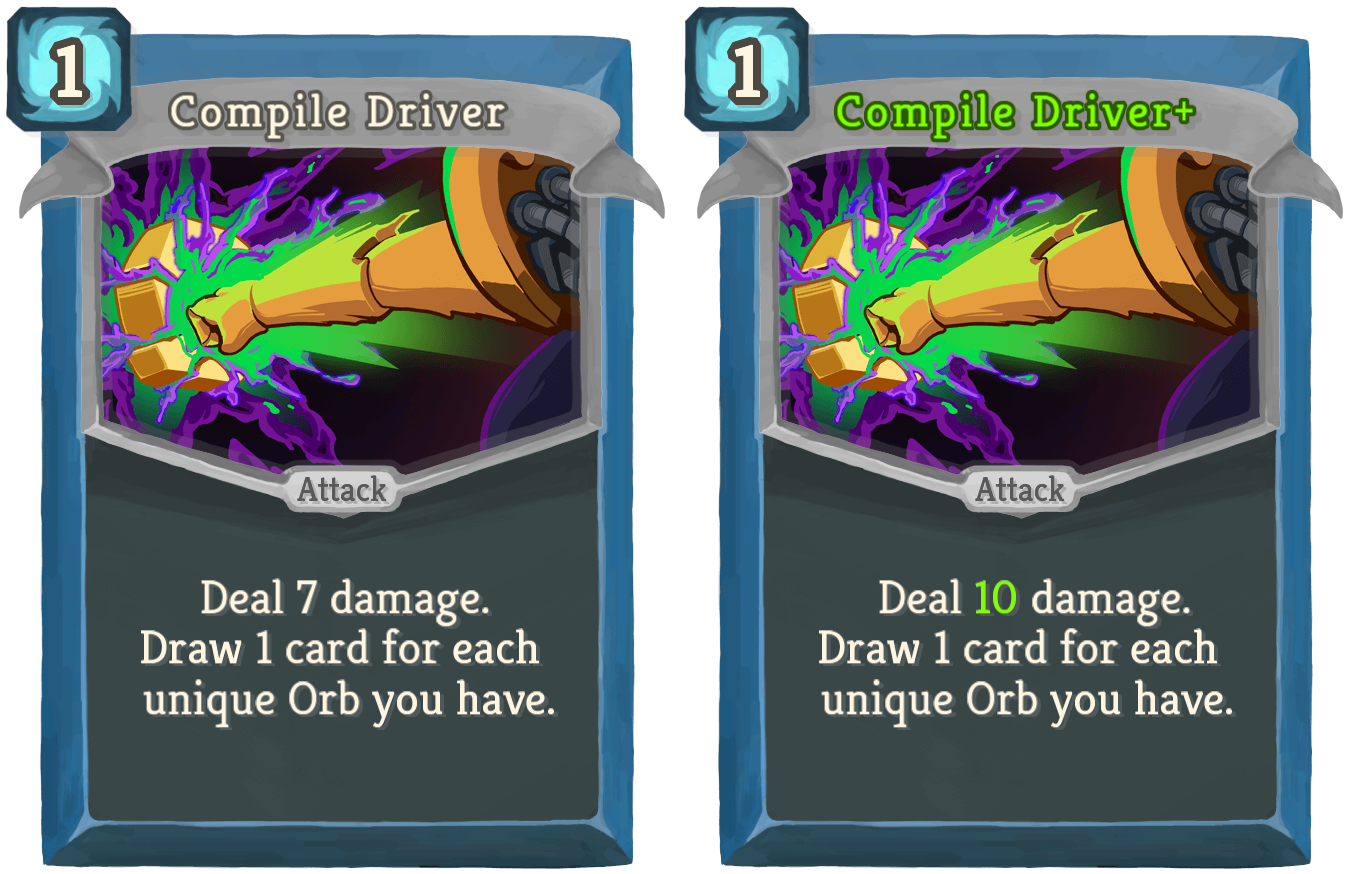 1
Compile Driver
Attack
Deal 7 damage.
Draw 1 card for each
unique Orb you have.
1
Compile Driver+
Attack
Deal 10 damage.
Draw 1 card for each
unique Orb you have.